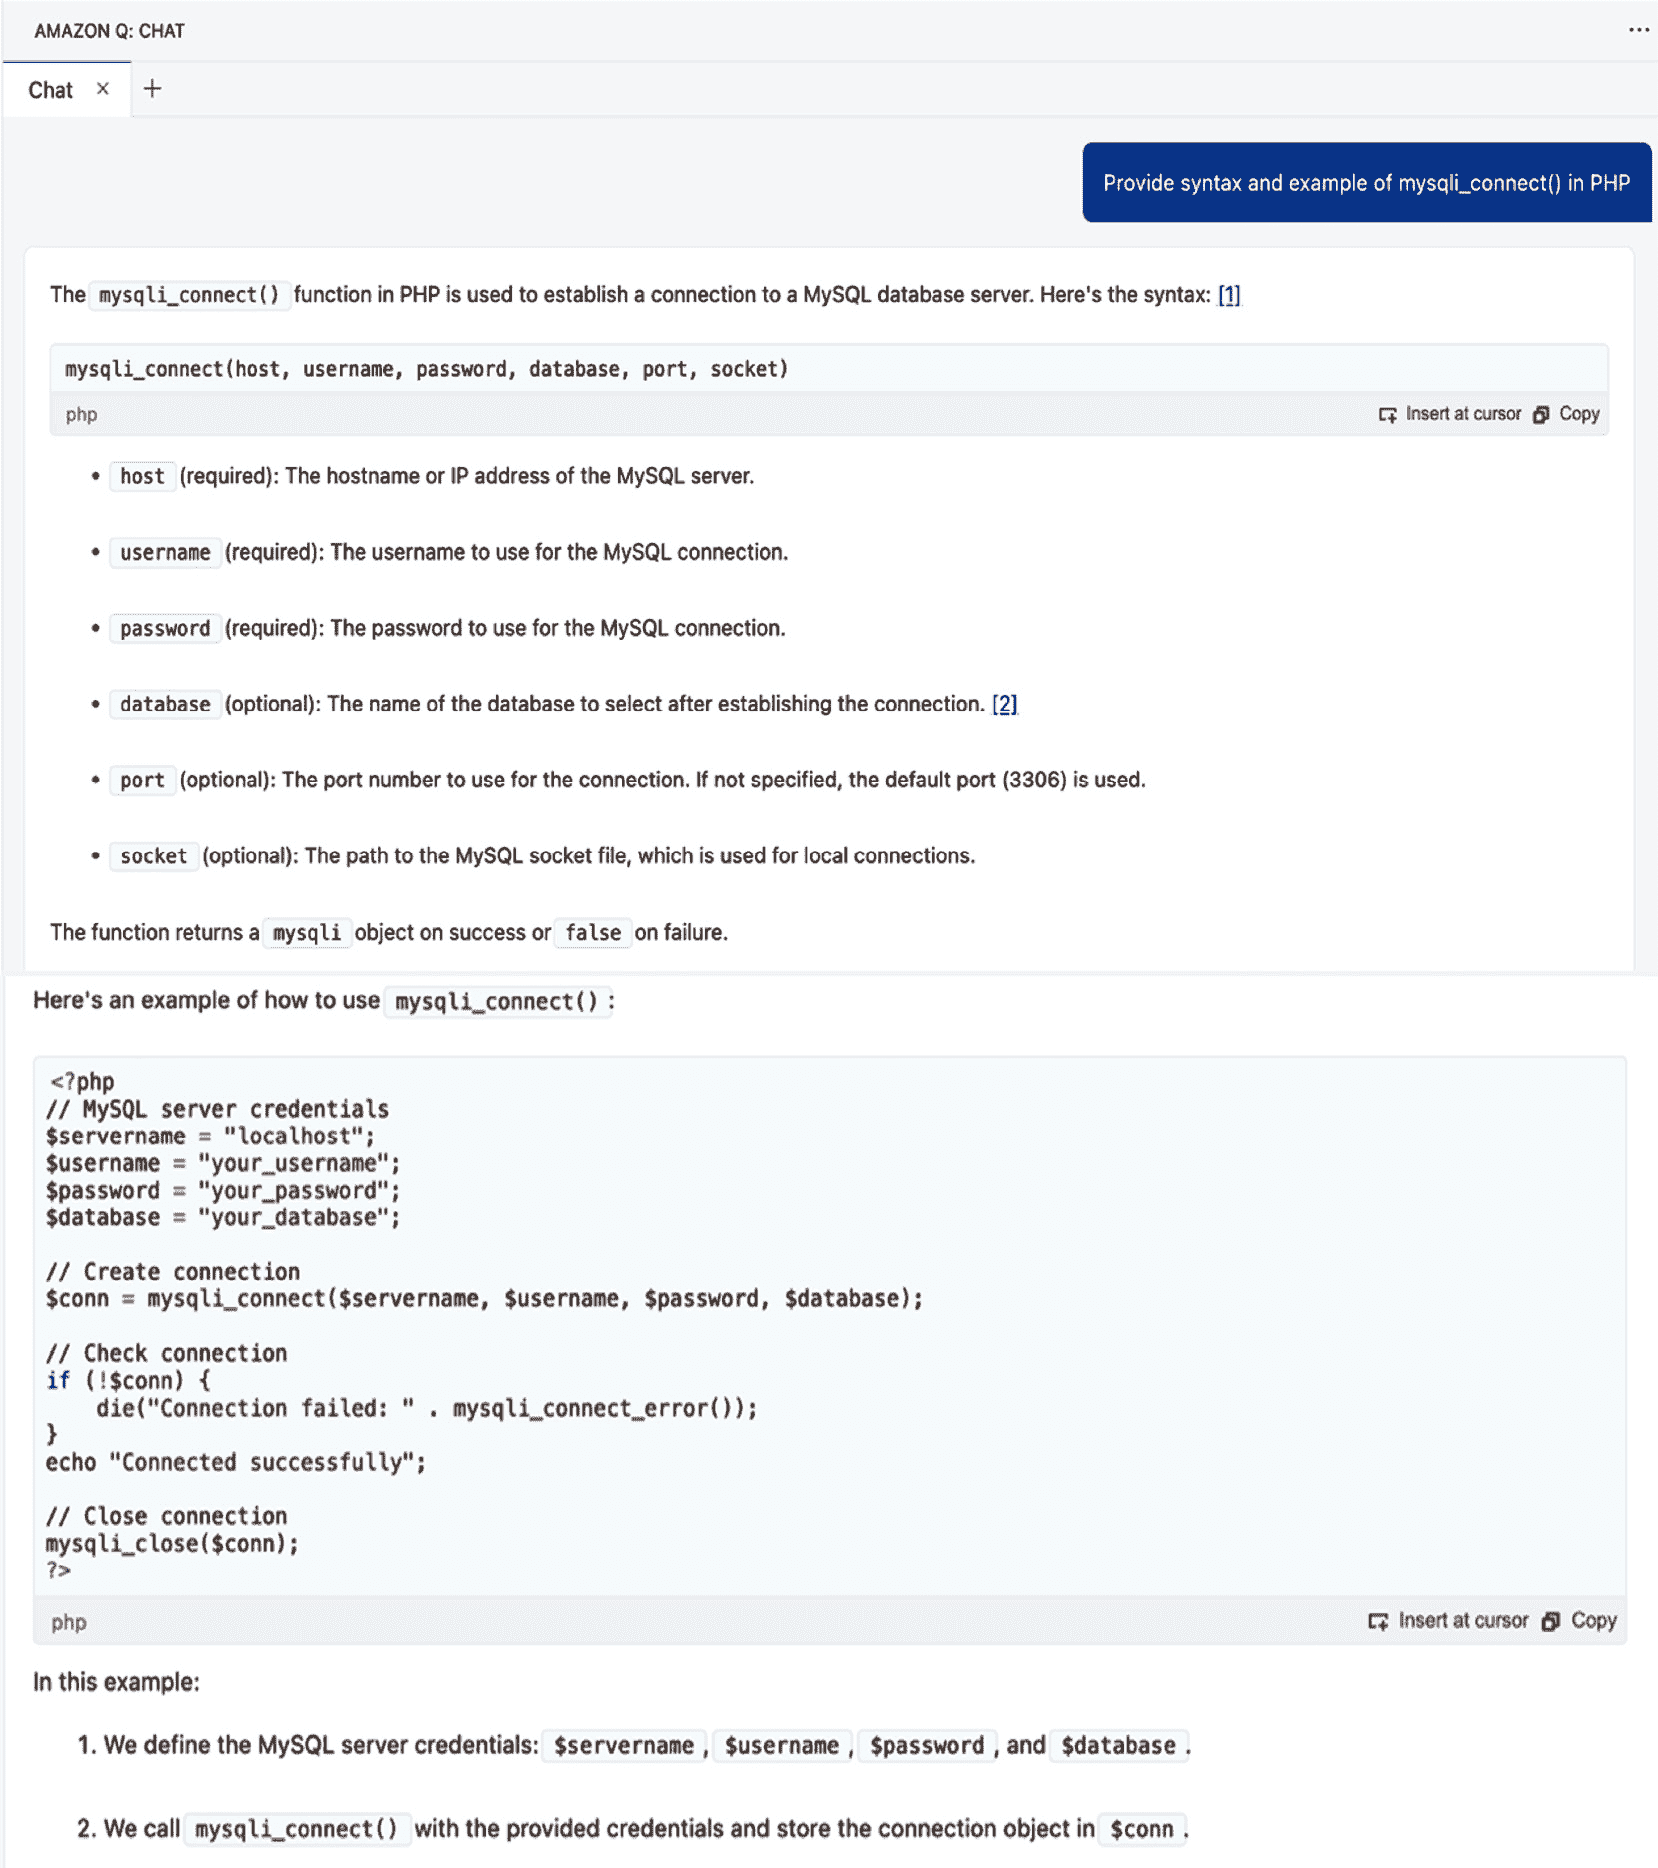 AMAZON Q: CHAT
Chat
Provide syntax and example of mysqli_connect() in PHP
The mysqli_connect() function in PHP is used to establish a connection to a MySQL database server. Here's the syntax: [1]
mysqli_connect(host, username, password, database, port, socket)
php Insert at cursor Copy
• host (required): The hostname or IP address of the MySQL server.
• username (required): The username to use for the MySQL connection.
• password (required): The password to use for the MySQL connection.
• database (optional): The name of the database to select after establishing the connection. [2]
• port (optional): The port number to use for the connection. If not specified, the default port (3306) is used.
• socket (optional): The path to the MySQL socket file, which is used for local connections.
The function returns a mysqli object on success or false on failure.
Here's an example of how to use mysqli_connect() :
<?php
// MySQL server credentials
$servername = "localhost";
$username = "your_username";
$password = "your_password";
$database = "your_database";
// Create connection
$conn = mysqli_connect($servername, $username, $password, $database);
// Check connection
if (!$conn) {
    die("Connection failed: " . mysqli_connect_error());
}
echo "Connected successfully";
// Close connection
mysqli_close($conn);
?>
php Insert at cursor Copy
In this example:
1. We define the MySQL server credentials: $servername , $username , $password , and $database .
2. We call mysqli_connect() with the provided credentials and store the connection object in $conn .